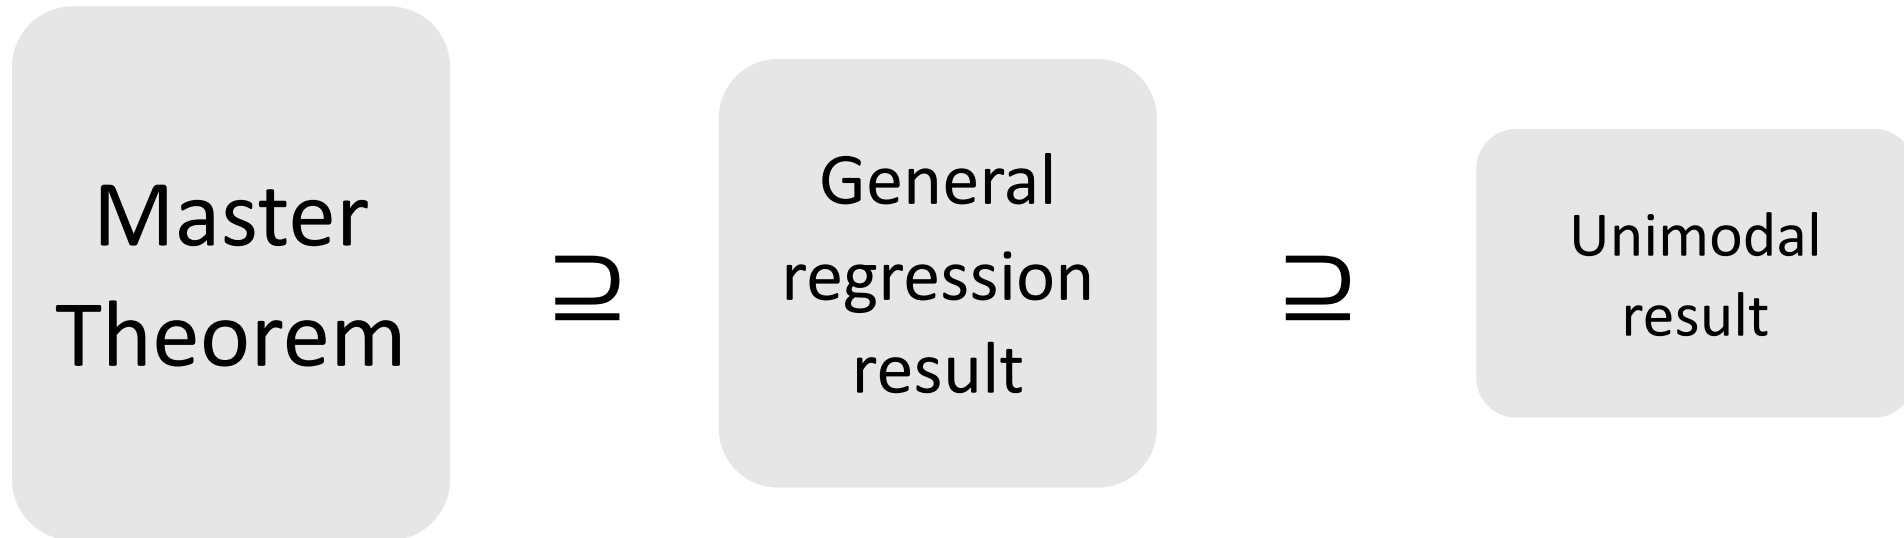 Master
Theorem
⊇
General
regression
result
⊇
Unimodal
result